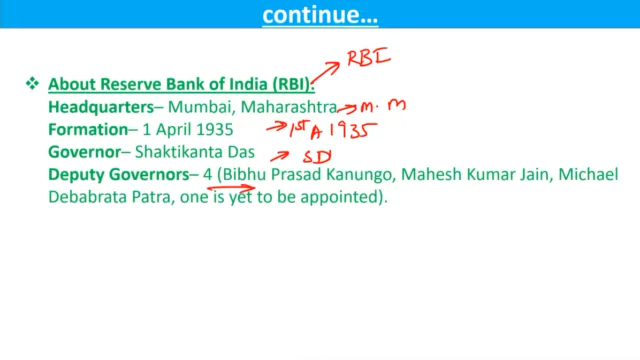 continue…
RBI
❖ About Reserve Bank of India (RBI):
Headquarters– Mumbai, Maharashtra → M. M
Formation – 1 April 1935 → 1st A 1935
Governor – Shaktikanta Das → SD
Deputy Governors – 4 (Bibhu Prasad Kanungo, Mahesh Kumar Jain, Michael
Debabrata Patra, one is yet to be appointed).